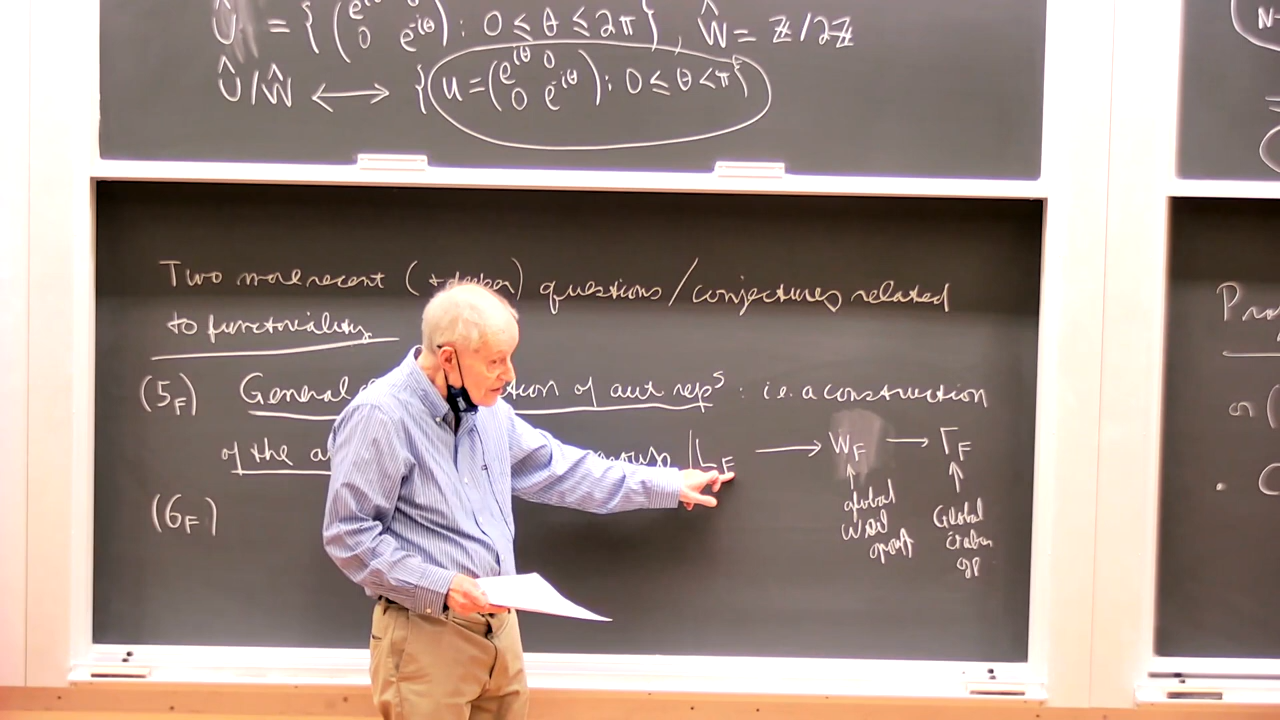 Û = { ( e^{iθ} 0 0 e^{-iθ} ) : 0 ≤ θ ≤ 2π }, Ŵ = ℤ/2ℤ
Û/Ŵ ⟷ { u = ( e^{iθ} 0 0 e^{-iθ} ) : 0 ≤ θ < π }
Two more recent ( + ) questions / conjectures related
to functoriality
(5_F) General of aut rep^s : i.e. a construction
of the group L_F → W_F → Γ_F
global
Weil
group
Global
gp
(6_F)